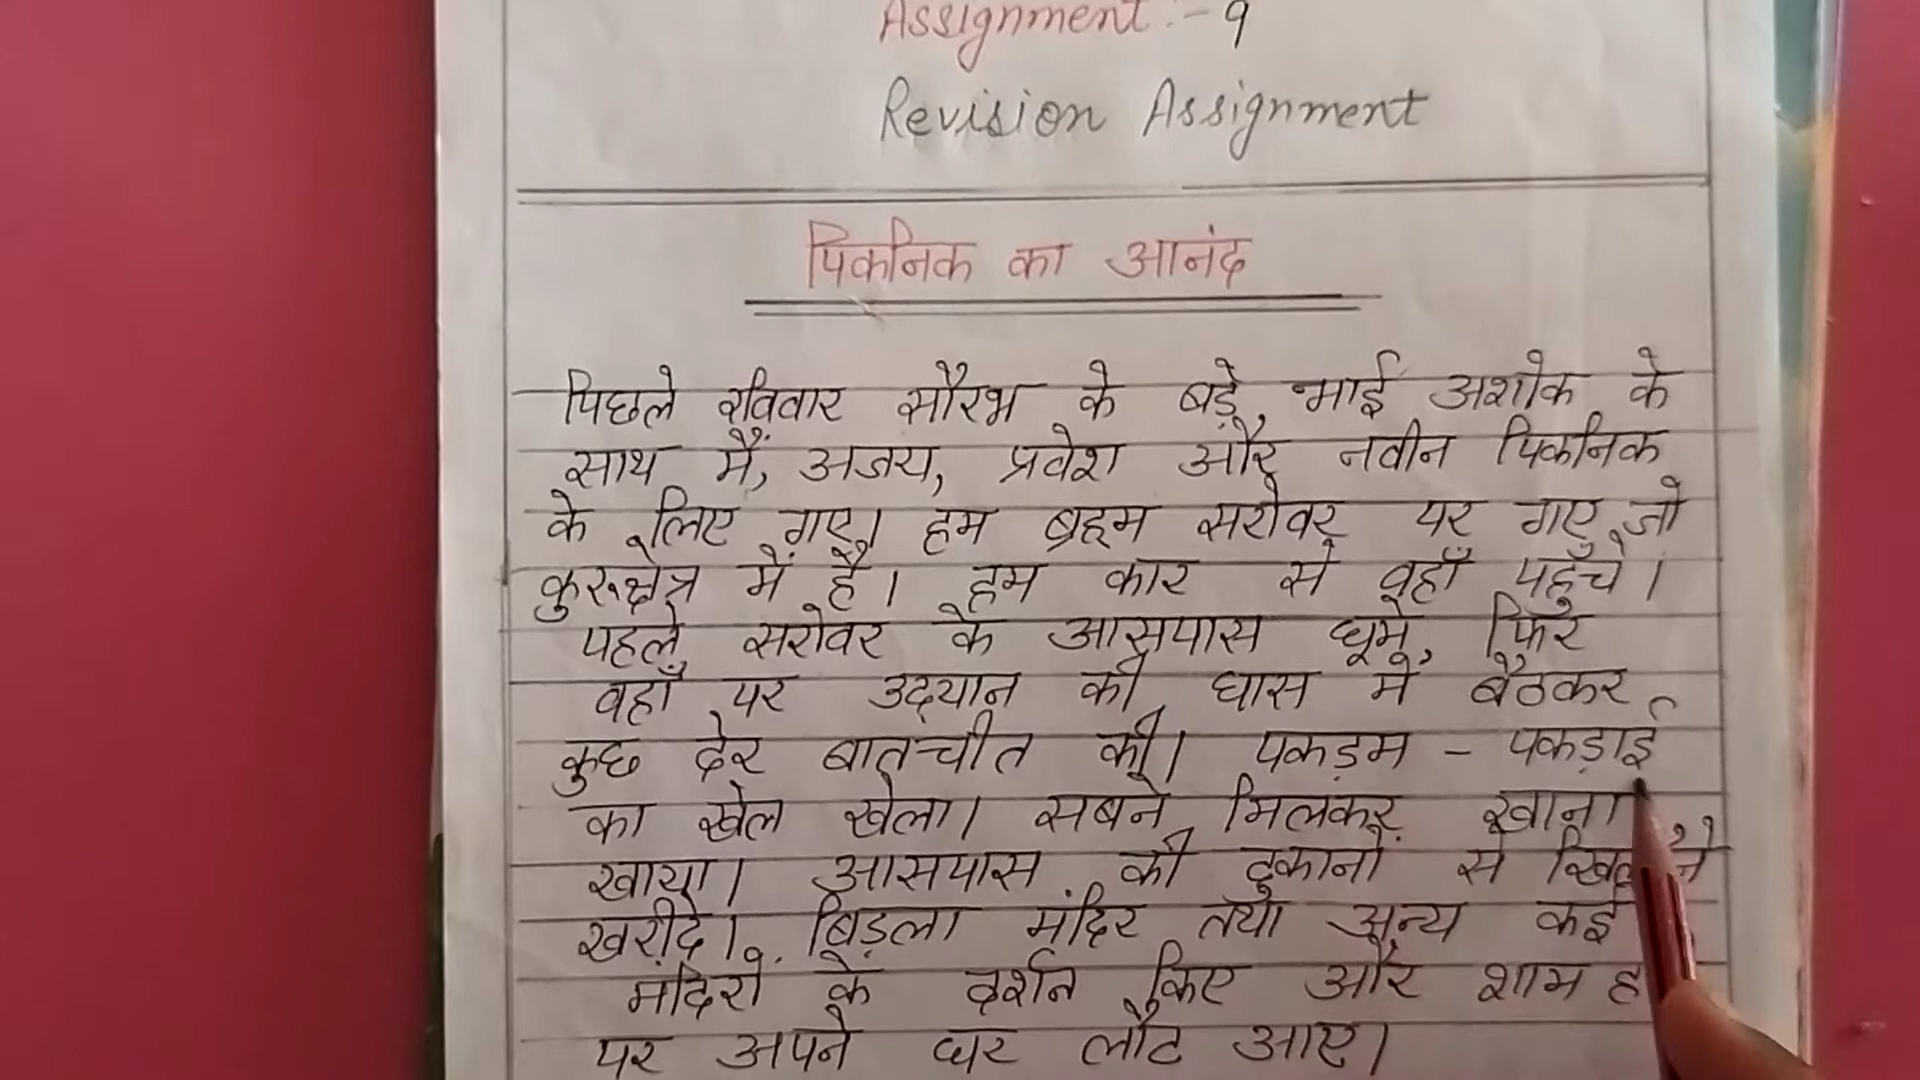 Assignment :- 9
Revision Assignment
पिकनिक का आनंद
पिछले रविवार सौरभ के बड़े भाई अशोक के
साथ मैं, अजय, प्रवेश और नवीन पिकनिक
के लिए गए। हम ब्रह्म सरोवर पर गए जो
कुरुक्षेत्र में है। हम कार से वहाँ पहुँचे।
पहले सरोवर के आसपास घूमे, फिर
वहाँ पर उद्यान की घास में बैठकर
कुछ देर बातचीत की। पकड़म - पकड़ाई
का खेल खेला। सबने मिलकर खाना
खाया। आसपास की दुकानों से
खरीदे। बिड़ला मंदिर तथा अन्य कई
मंदिरों के दर्शन किए और शाम
पर अपने घर लौट आए।